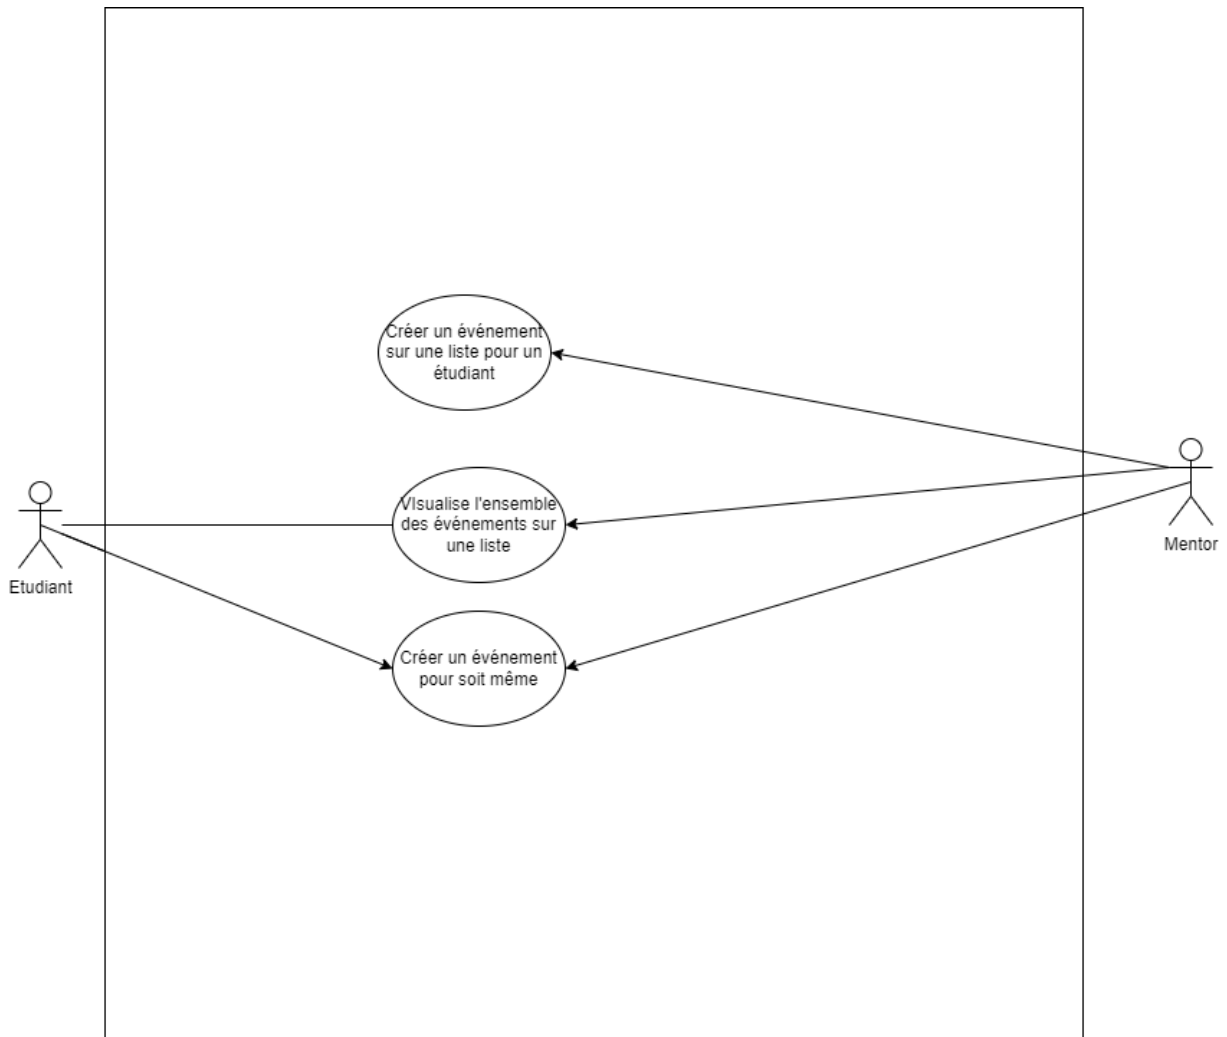 Créer un événement
sur une liste pour un
étudiant
VIsualise l'ensemble
des événements sur
une liste
Mentor
Etudiant
Créer un événement
pour soit même